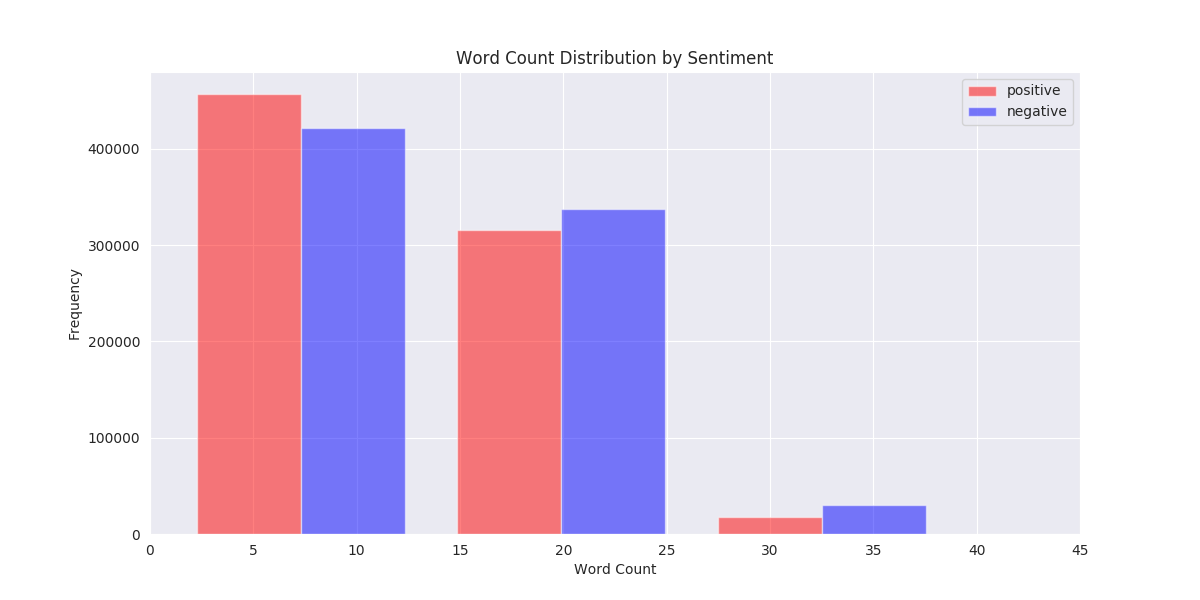 Word Count Distribution by Sentiment
positive
negative
Frequency
400000
300000
200000
100000
0
0 5 10 15 20 25 30 35 40 45
Word Count